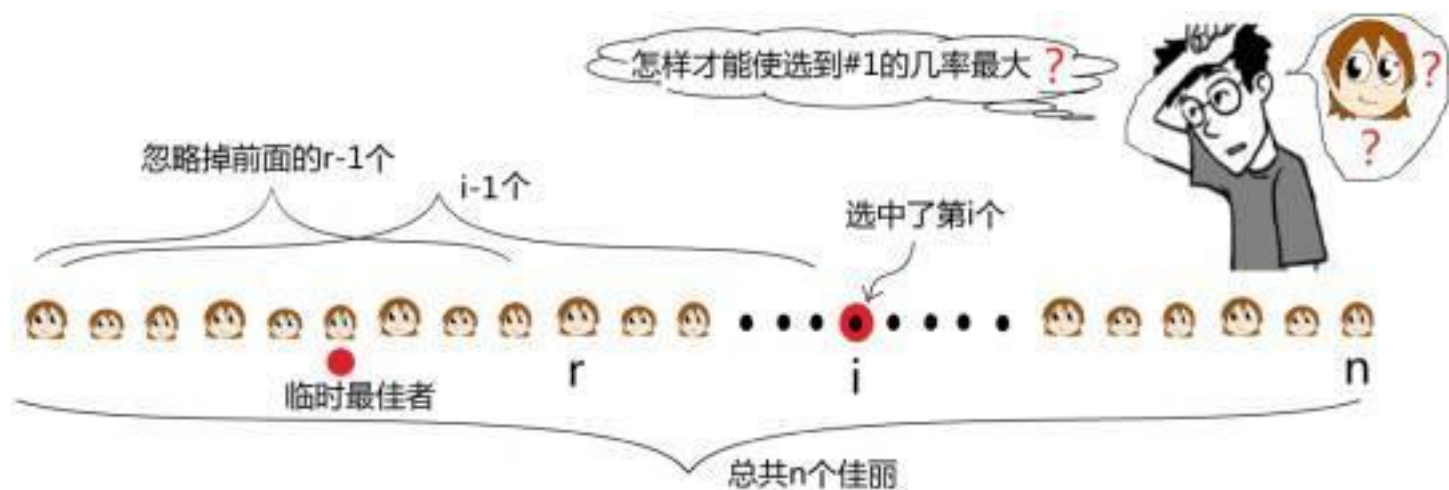 怎样才能使选到#1的几率最大？
？
？
忽略掉前面的r-1个
i-1个
选中了第i个
r
i
n
临时最佳者
总共n个佳丽